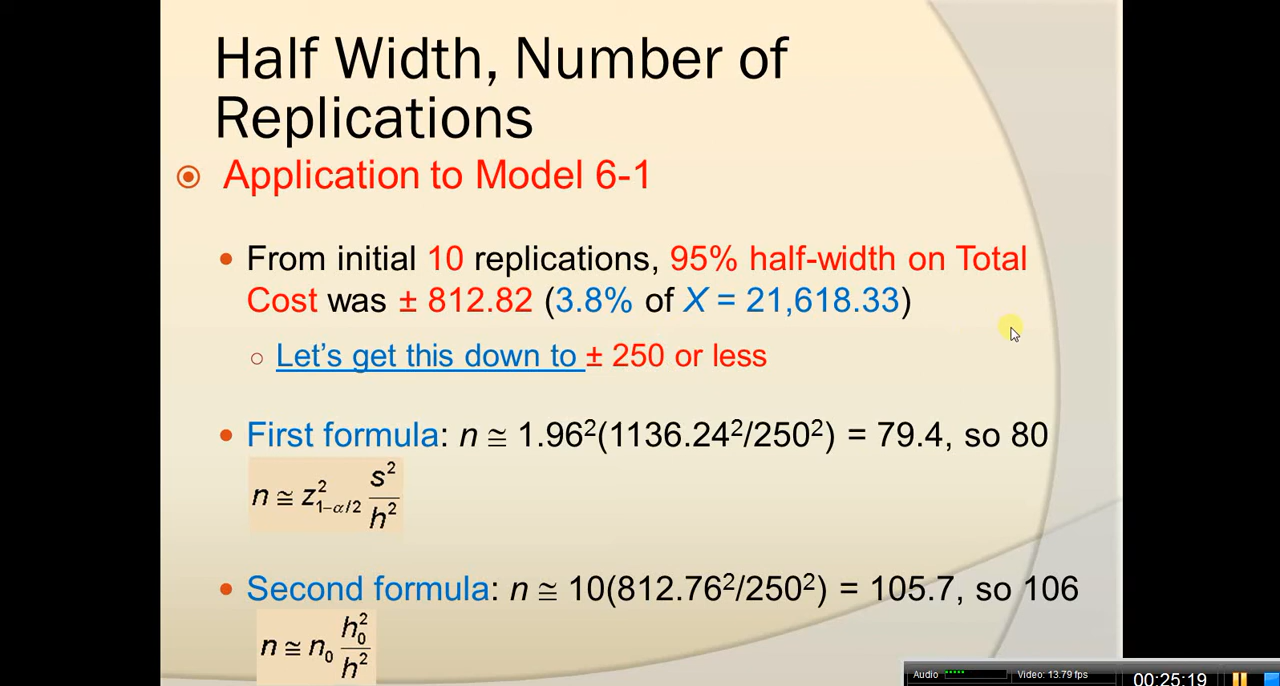 Half Width, Number of
Replications
Application to Model 6-1
• From initial 10 replications, 95% half-width on Total
Cost was ± 812.82 (3.8% of X = 21,618.33)
○ Let’s get this down to ± 250 or less
• First formula: n ≅ 1.96²(1136.24²/250²) = 79.4, so 80
n ≅ z²₁₋α/₂ s²/h²
• Second formula: n ≅ 10(812.76²/250²) = 105.7, so 106
n ≅ n₀ h₀²/h²
Audio Video: 13.79 fps 00:25:19